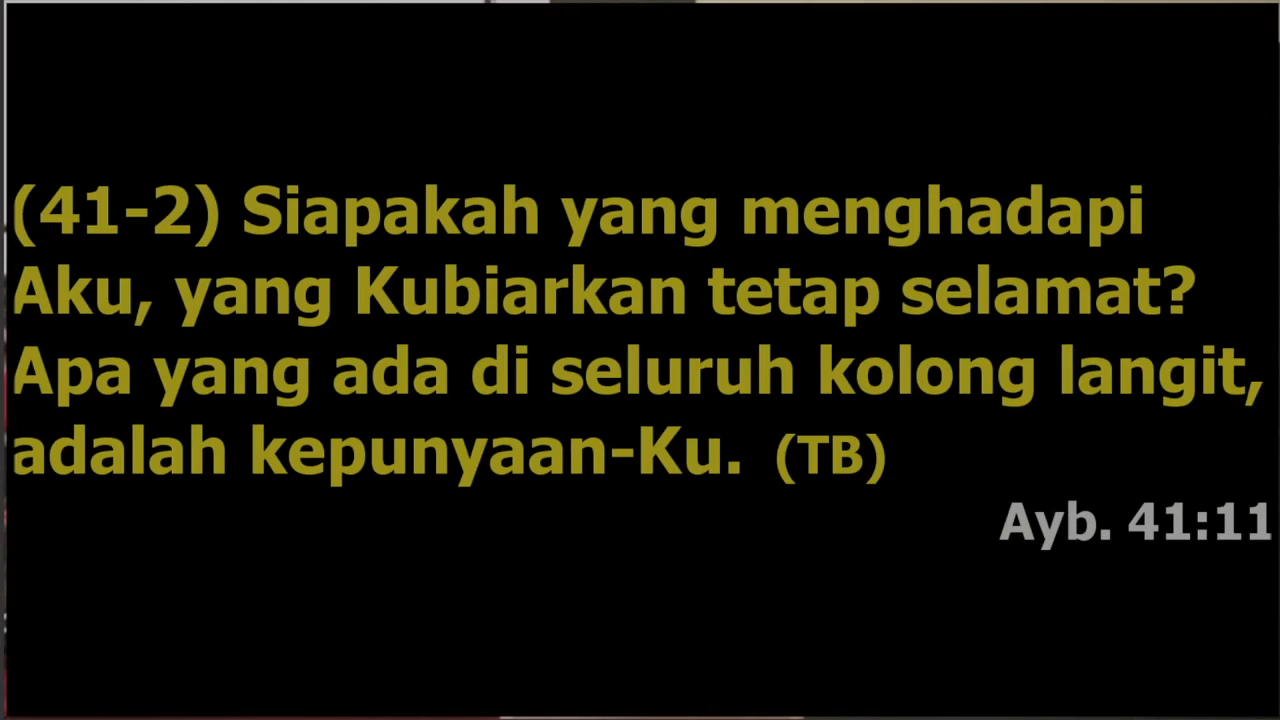 (41-2) Siapakah yang menghadapi
Aku, yang Kubiarkan tetap selamat?
Apa yang ada di seluruh kolong langit,
adalah kepunyaan-Ku. (TB)
Ayb. 41:11